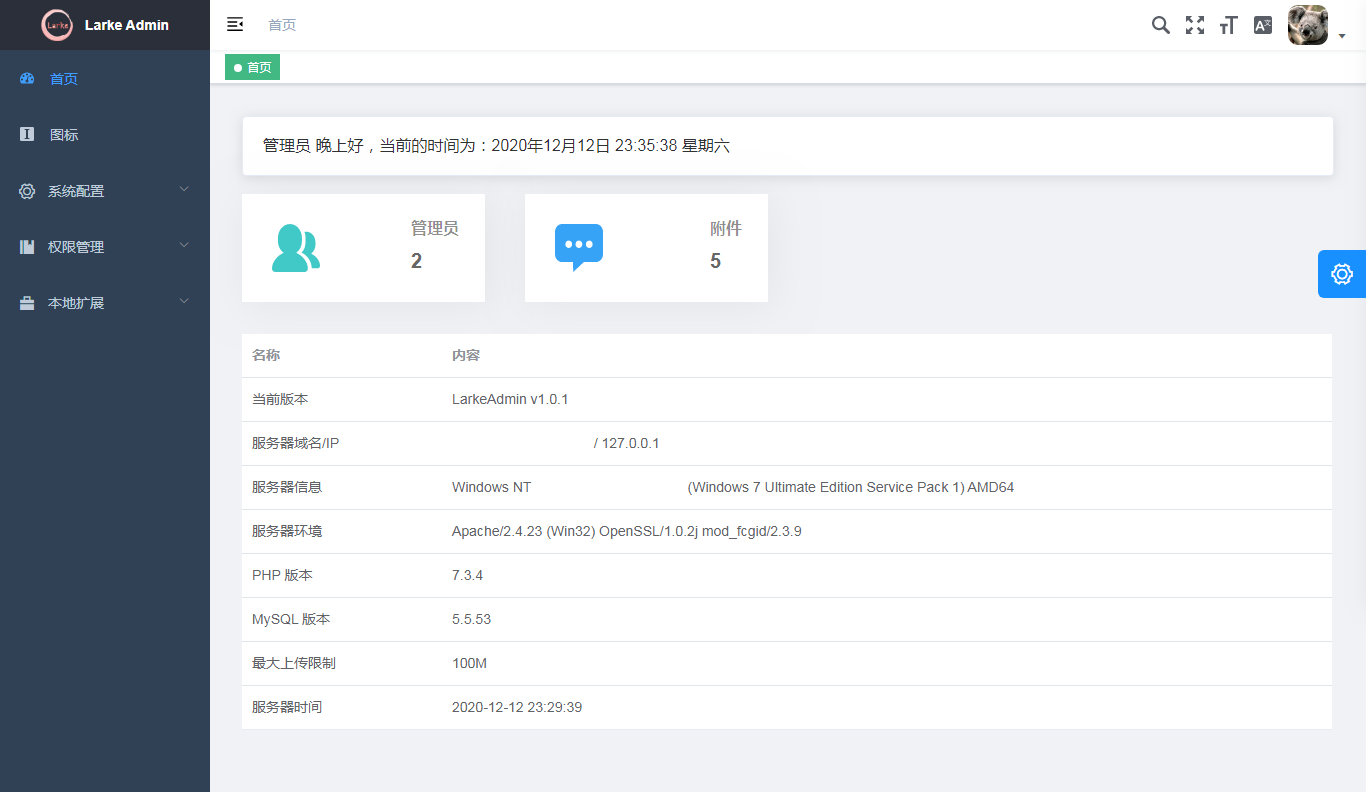 Larke
Larke Admin
首页
首页
首页
图标
系统配置
权限管理
本地扩展
管理员 晚上好，当前的时间为：2020年12月12日 23:35:38 星期六
管理员
2
附件
5
名称 内容
当前版本 LarkeAdmin v1.0.1
服务器域名/IP / 127.0.0.1
服务器信息 Windows NT (Windows 7 Ultimate Edition Service Pack 1) AMD64
服务器环境 Apache/2.4.23 (Win32) OpenSSL/1.0.2j mod_fcgid/2.3.9
PHP 版本 7.3.4
MySQL 版本 5.5.53
最大上传限制 100M
服务器时间 2020-12-12 23:29:39